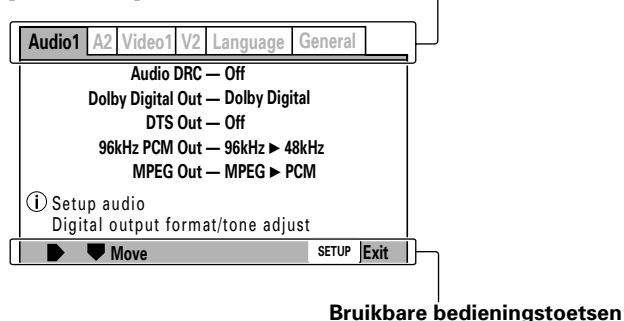 Audio1 A2 Video1 V2 Language General
Audio DRC — Off
Dolby Digital Out — Dolby Digital
DTS Out — Off
96kHz PCM Out — 96kHz ► 48kHz
MPEG Out — MPEG ► PCM
ⓘ Setup audio
Digital output format/tone adjust
Move SETUP Exit
Bruikbare bedieningstoetsen